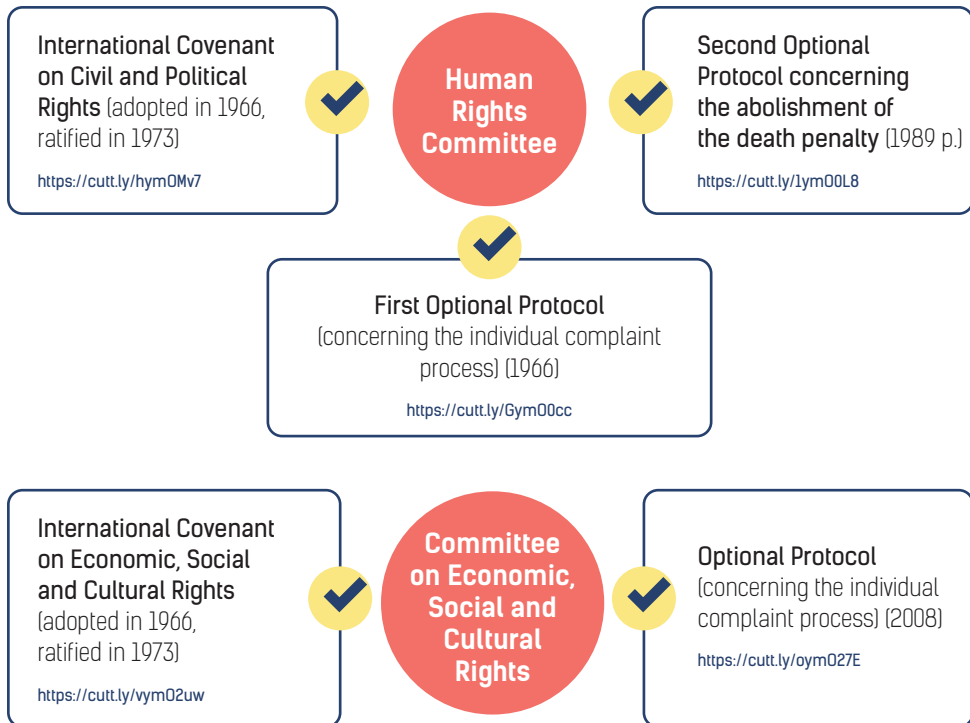 International Covenant
on Civil and Political
Rights (adopted in 1966,
ratified in 1973)
https://cutt.ly/hymOMv7
Human
Rights
Committee
Second Optional
Protocol concerning
the abolishment of
the death penalty (1989 p.)
https://cutt.ly/1ymO0L8
First Optional Protocol
(concerning the individual complaint
process) (1966)
https://cutt.ly/GymO0cc
International Covenant
on Economic, Social
and Cultural Rights
(adopted in 1966,
ratified in 1973)
https://cutt.ly/vymO2uw
Committee
on Economic,
Social and
Cultural
Rights
Optional Protocol
(concerning the individual
complaint process) (2008)
https://cutt.ly/oymO27E